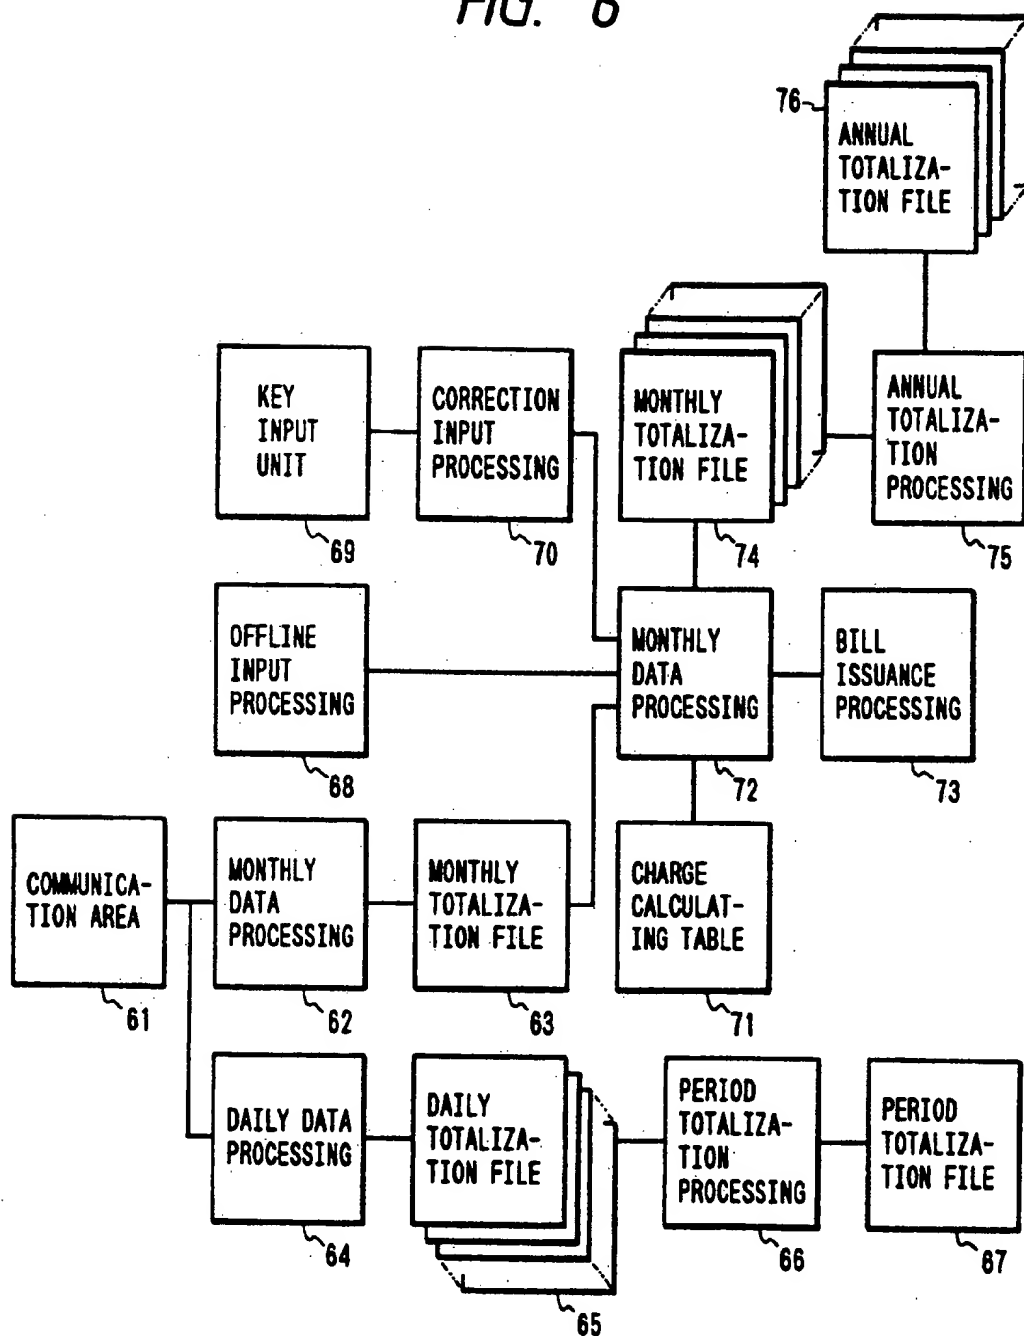 FIG. 6
76
ANNUAL
TOTALIZA-
TION FILE
KEY
INPUT
UNIT
69
CORRECTION
INPUT
PROCESSING
70
MONTHLY
TOTALIZA-
TION FILE
74
ANNUAL
TOTALIZA-
TION
PROCESSING
75
OFFLINE
INPUT
PROCESSING
68
MONTHLY
DATA
PROCESSING
72
BILL
ISSUANCE
PROCESSING
73
COMMUNICA-
TION AREA
61
MONTHLY
DATA
PROCESSING
62
MONTHLY
TOTALIZA-
TION FILE
63
CHARGE
CALCULAT-
ING TABLE
71
DAILY DATA
PROCESSING
64
DAILY
TOTALIZA-
TION FILE
65
PERIOD
TOTALIZA-
TION
PROCESSING
66
PERIOD
TOTALIZA-
TION FILE
67